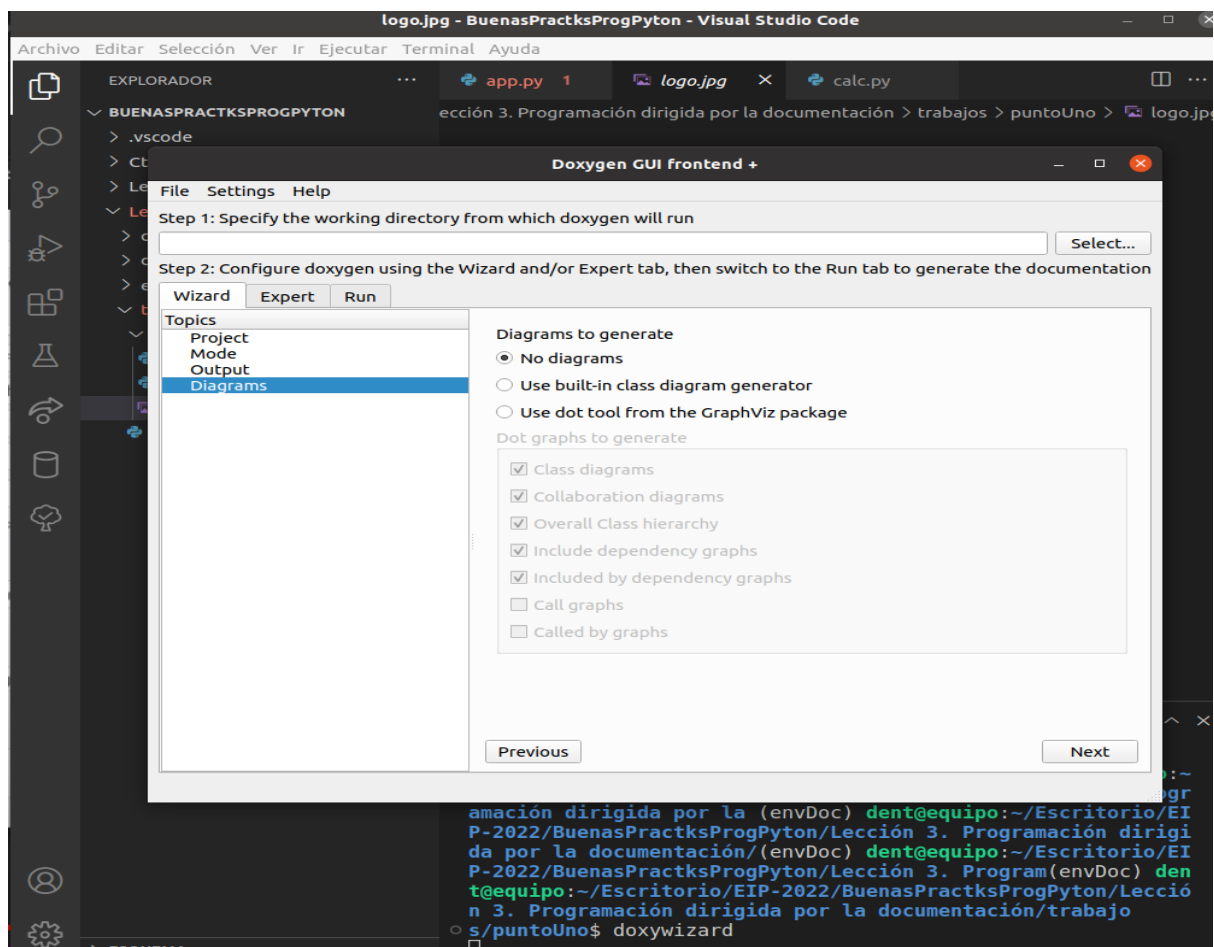 logo.jpg - BuenasPractksProgPyton - Visual Studio Code
Archivo Editar Selección Ver Ir Ejecutar Terminal Ayuda
EXPLORADOR
app.py 1 logo.jpg calc.py
BUENASPRACTKSPROGPYTON
ección 3. Programación dirigida por la documentación > trabajos > puntoUno > logo.jp
> .vscode
> Ct
> Le
Le
Doxygen GUI frontend +
File Settings Help
Step 1: Specify the working directory from which doxygen will run
Select...
Step 2: Configure doxygen using the Wizard and/or Expert tab, then switch to the Run tab to generate the documentation
Wizard Expert Run
Topics
Project
Mode
Output
Diagrams
Diagrams to generate
No diagrams
Use built-in class diagram generator
Use dot tool from the GraphViz package
Dot graphs to generate
Class diagrams
Collaboration diagrams
Overall Class hierarchy
Include dependency graphs
Included by dependency graphs
Call graphs
Called by graphs
Previous Next
amación dirigida por la (envDoc) dent@equipo:~/Escritorio/EI
P-2022/BuenasPractksProgPyton/Lección 3. Programación dirigi
da por la documentación/(envDoc) dent@equipo:~/Escritorio/EI
P-2022/BuenasPractksProgPyton/Lección 3. Program(envDoc) den
t@equipo:~/Escritorio/EIP-2022/BuenasPractksProgPyton/Lecció
n 3. Programación dirigida por la documentación/trabajo
s/puntoUno$ doxywizard